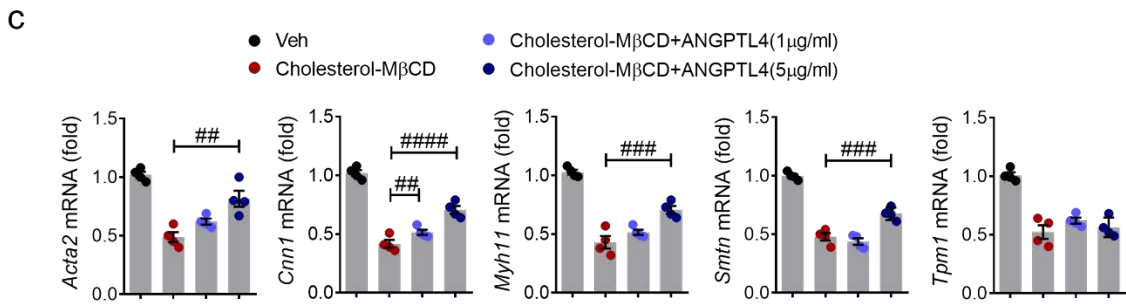 C
Veh
Cholesterol-MβCD
Cholesterol-MβCD+ANGPTL4(1μg/ml)
Cholesterol-MβCD+ANGPTL4(5μg/ml)
Acta2 mRNA (fold)
1.5
1.0
0.5
0.0
##
Cnn1 mRNA (fold)
1.5
1.0
0.5
0.0
####
##
Myh11 mRNA (fold)
1.5
1.0
0.5
0.0
###
Smtn mRNA (fold)
1.5
1.0
0.5
0.0
###
Tpm1 mRNA (fold)
1.5
1.0
0.5
0.0